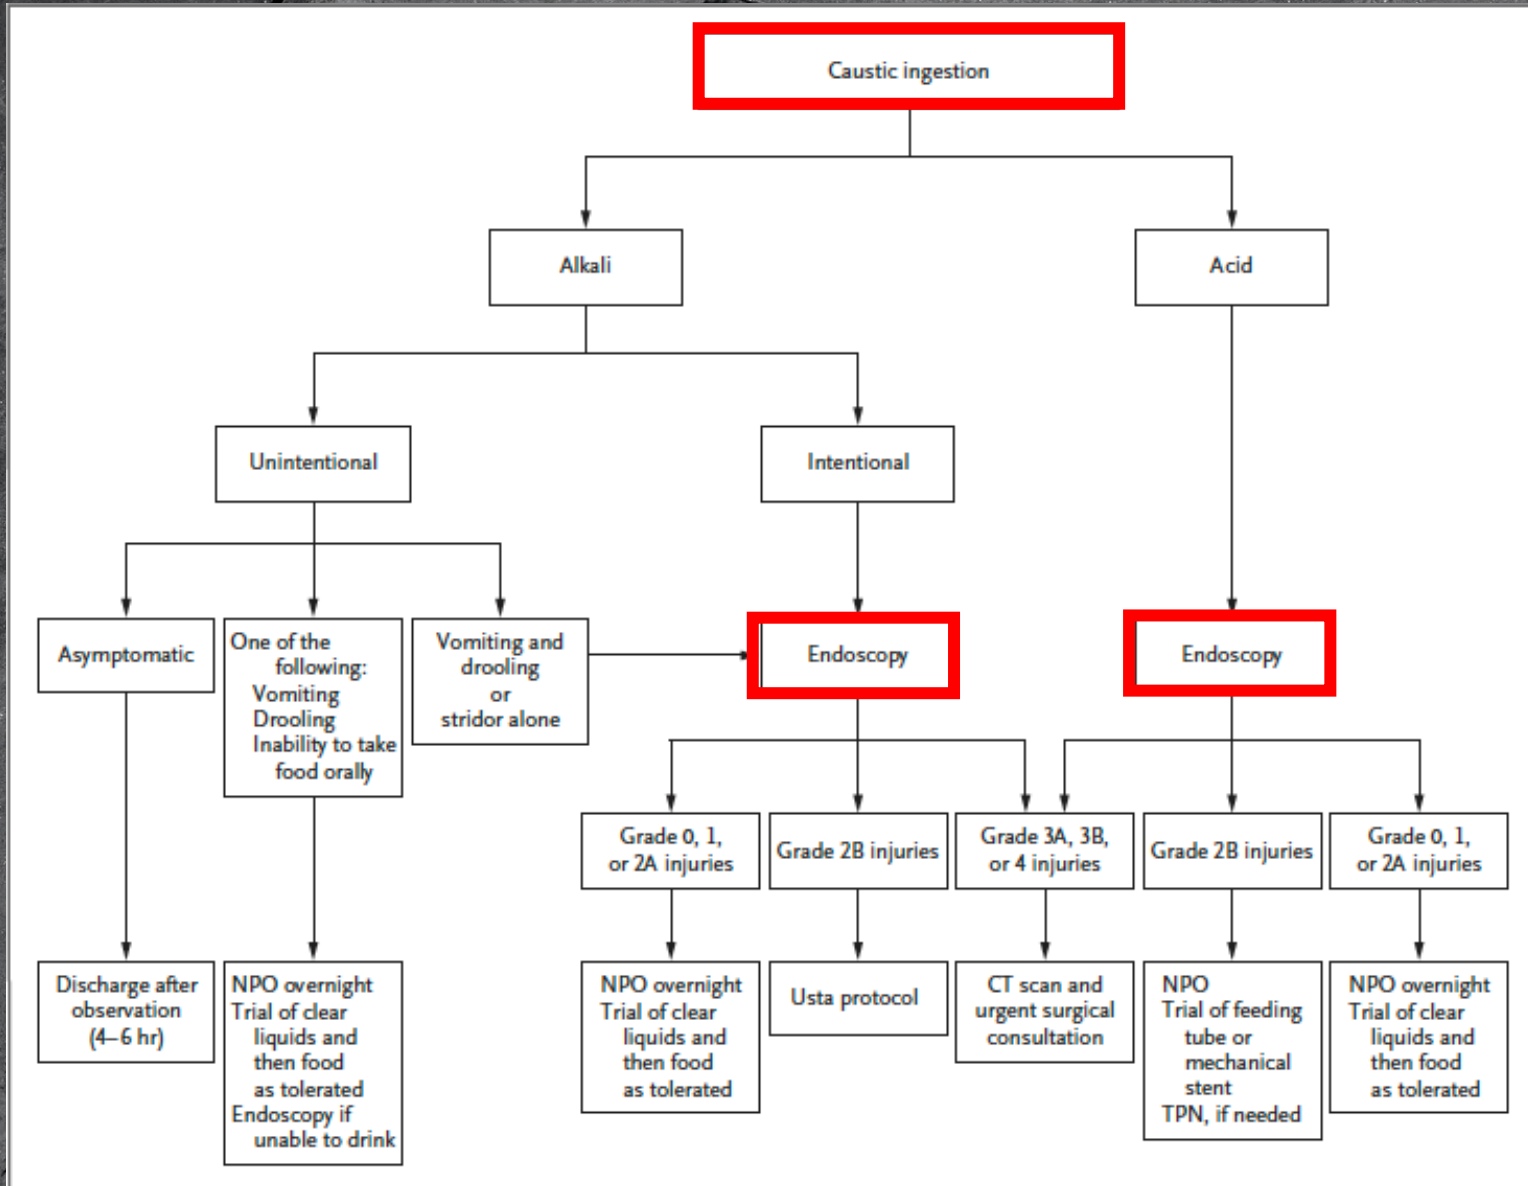 Caustic ingestion
Alkali
Acid
Unintentional
Intentional
Asymptomatic
One of the
following:
Vomiting
Drooling
Inability to take
food orally
Vomiting and
drooling
or
stridor alone
Endoscopy
Endoscopy
Grade 0, 1,
or 2A injuries
Grade 2B injuries
Grade 3A, 3B,
or 4 injuries
Grade 2B injuries
Grade 0, 1,
or 2A injuries
Discharge after
observation
(4–6 hr)
NPO overnight
Trial of clear
liquids and
then food
as tolerated
Endoscopy if
unable to drink
NPO overnight
Trial of clear
liquids and
then food
as tolerated
Usta protocol
CT scan and
urgent surgical
consultation
NPO
Trial of feeding
tube or
mechanical
stent
TPN, if needed
NPO overnight
Trial of clear
liquids and
then food
as tolerated